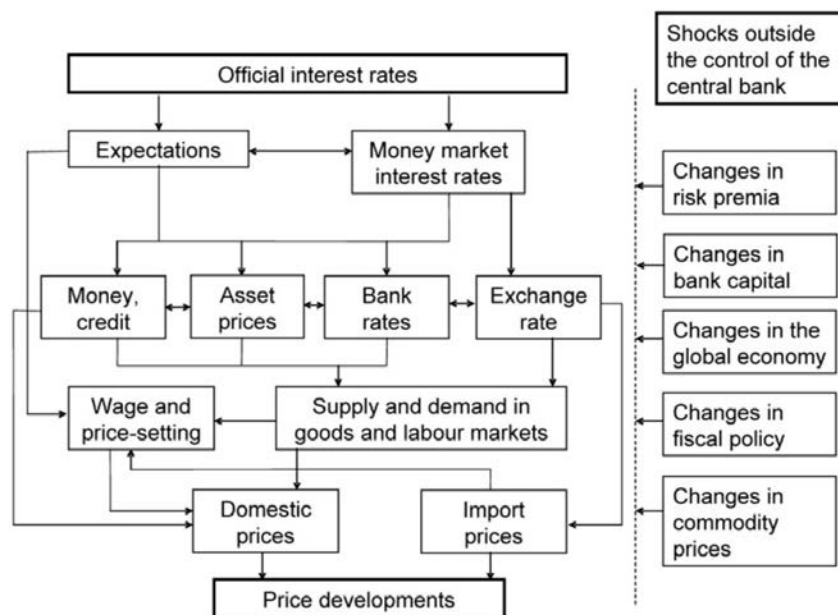 Official interest rates
Shocks outside
the control of the
central bank
Expectations
Money market
interest rates
Changes in
risk premia
Changes in
bank capital
Money,
credit
Asset
prices
Bank
rates
Exchange
rate
Changes in the
global economy
Wage and
price-setting
Supply and demand in
goods and labour markets
Changes in
fiscal policy
Domestic
prices
Import
prices
Changes in
commodity
prices
Price developments